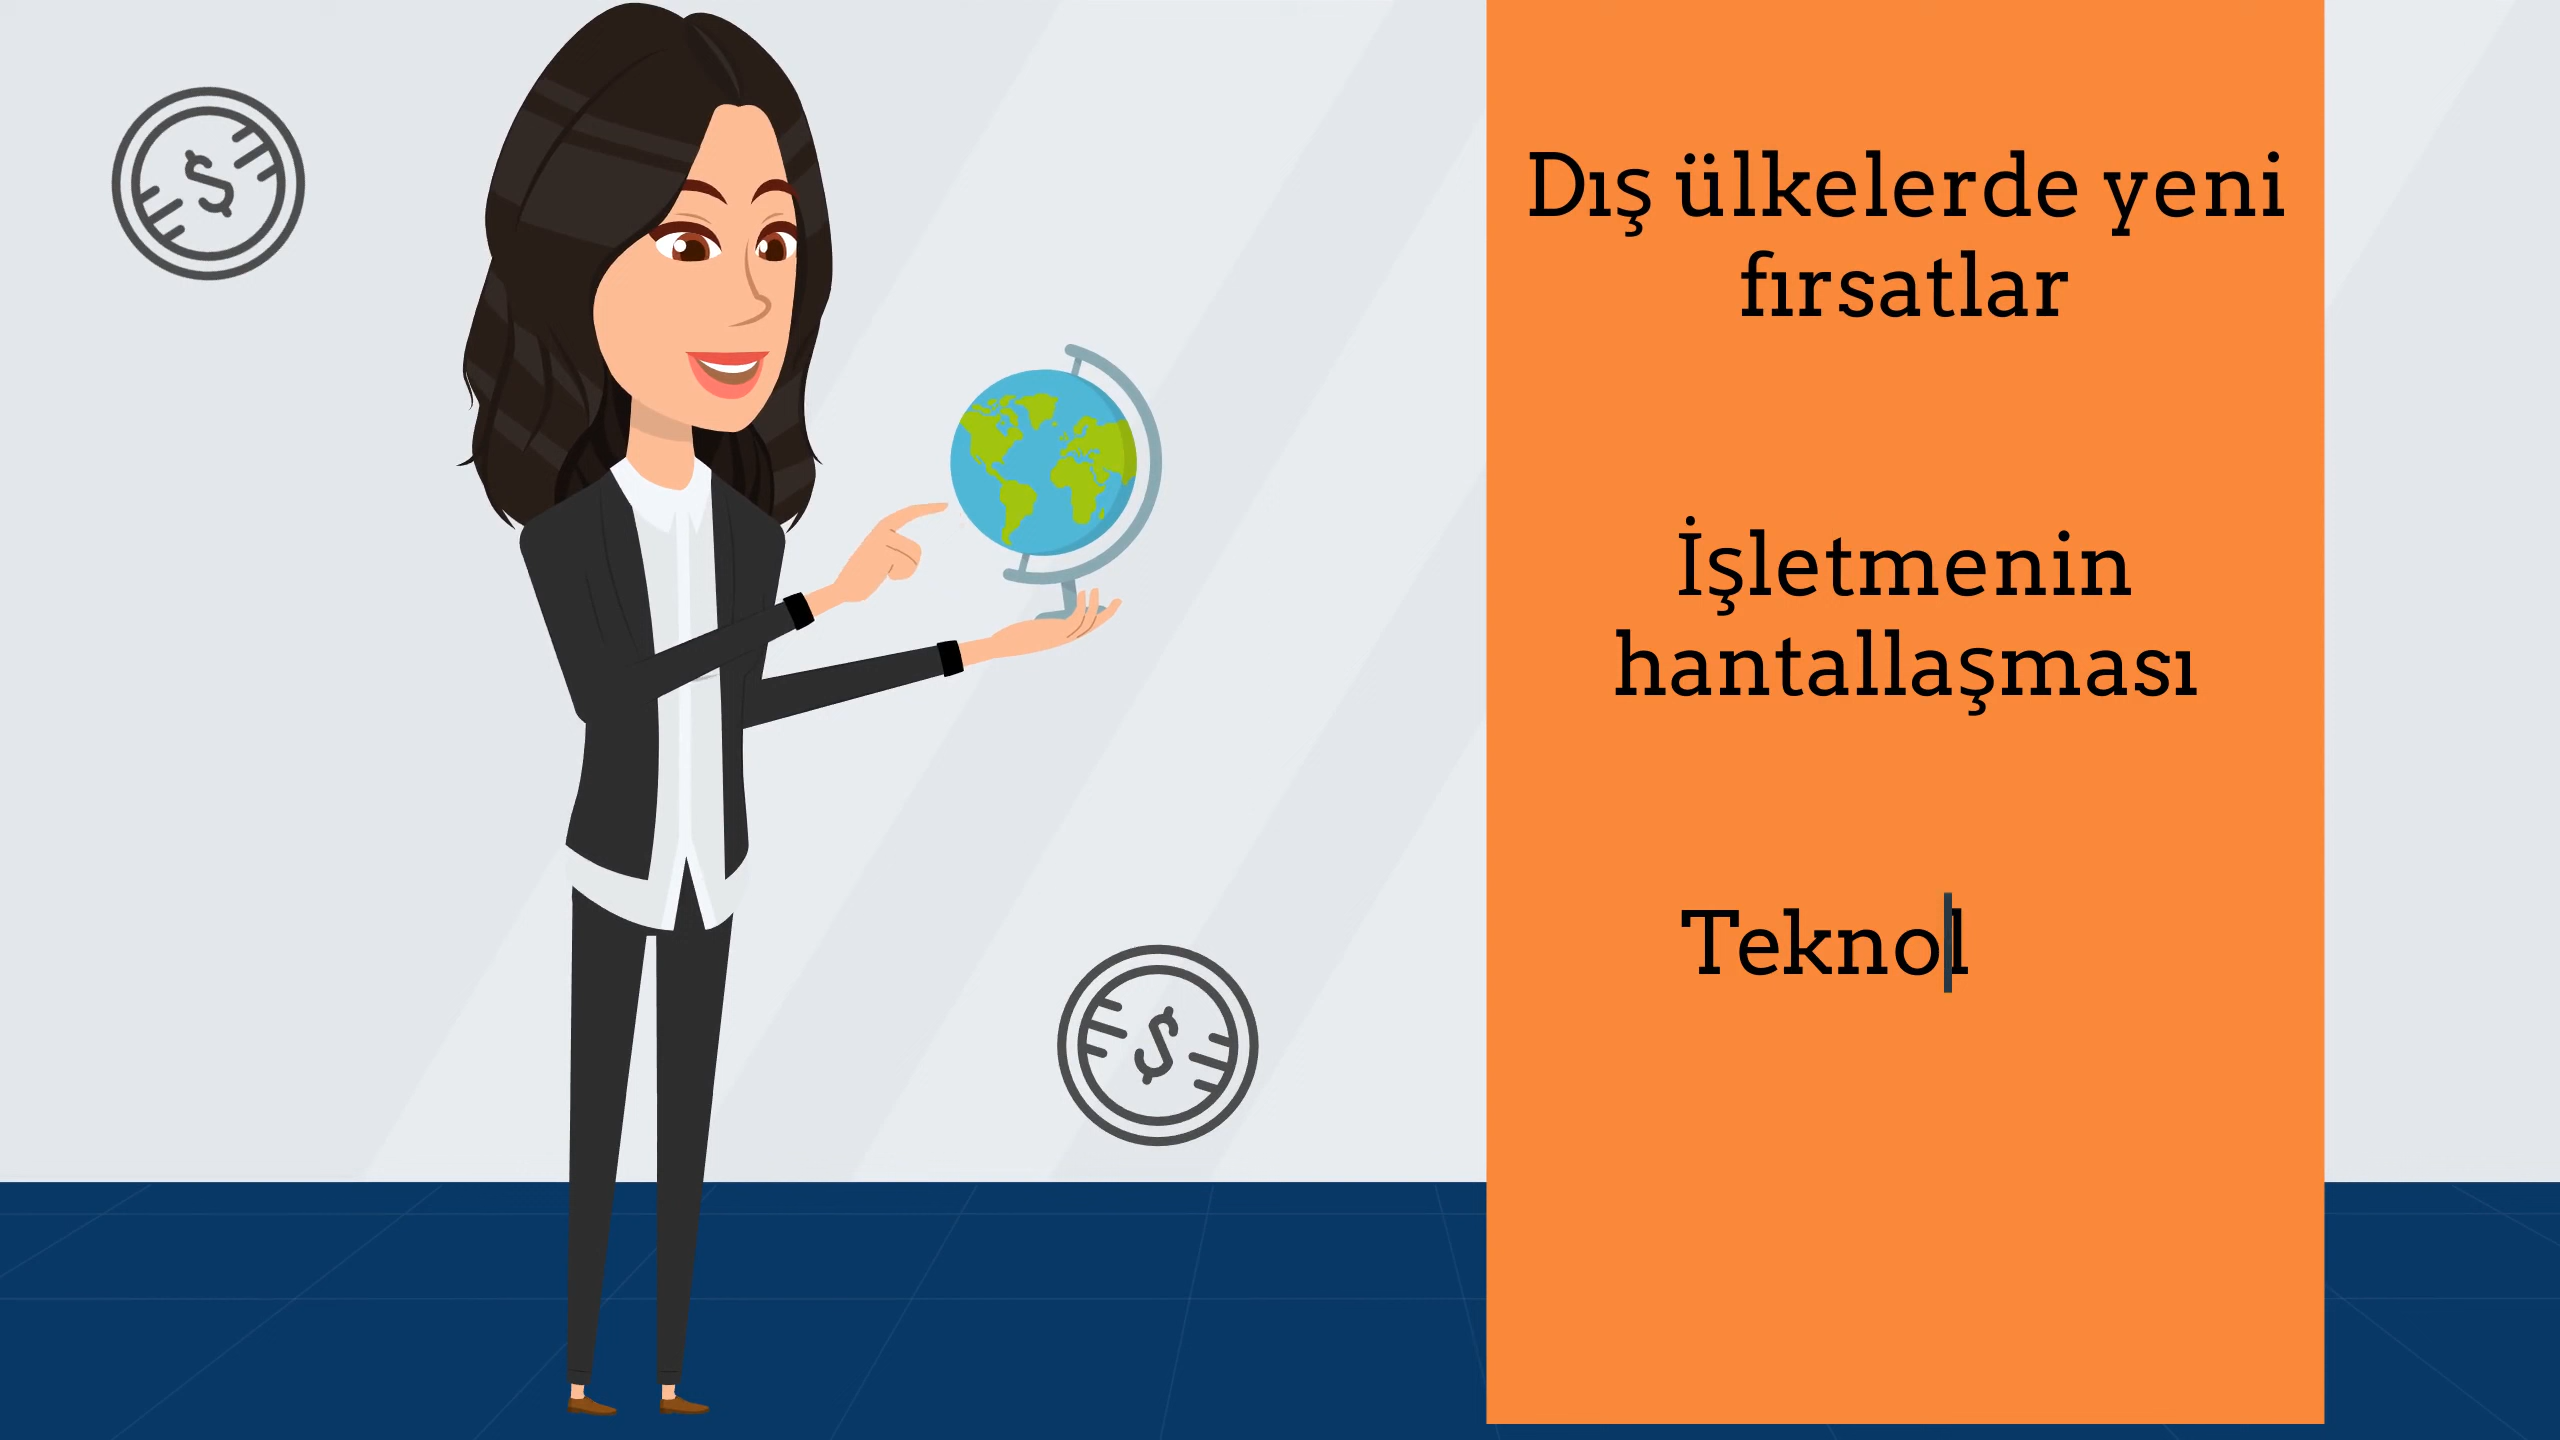 Dış ülkelerde yeni
fırsatlar
İşletmenin
hantallaşması
Teknol